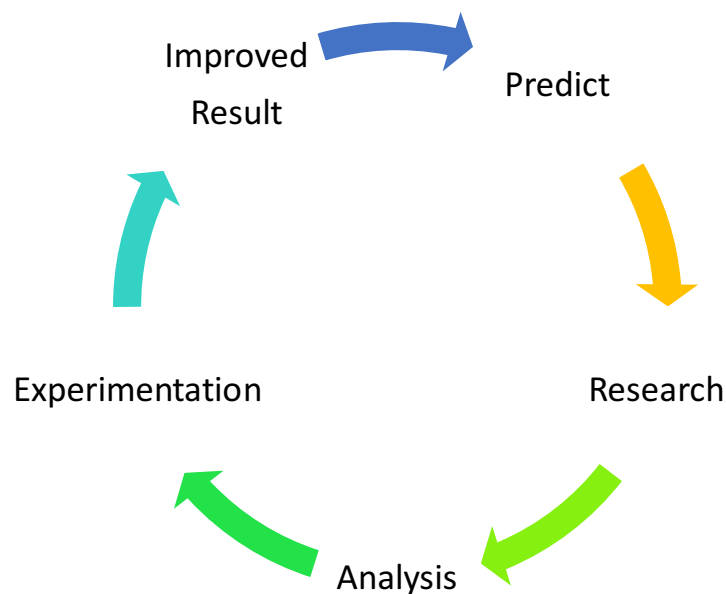 Improved
Result
Predict
Research
Analysis
Experimentation